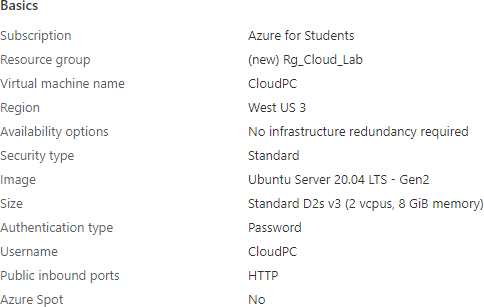 Basics
Subscription Azure for Students
Resource group (new) Rg_Cloud_Lab
Virtual machine name CloudPC
Region West US 3
Availability options No infrastructure redundancy required
Security type Standard
Image Ubuntu Server 20.04 LTS - Gen2
Size Standard D2s v3 (2 vcpus, 8 GiB memory)
Authentication type Password
Username CloudPC
Public inbound ports HTTP
Azure Spot No